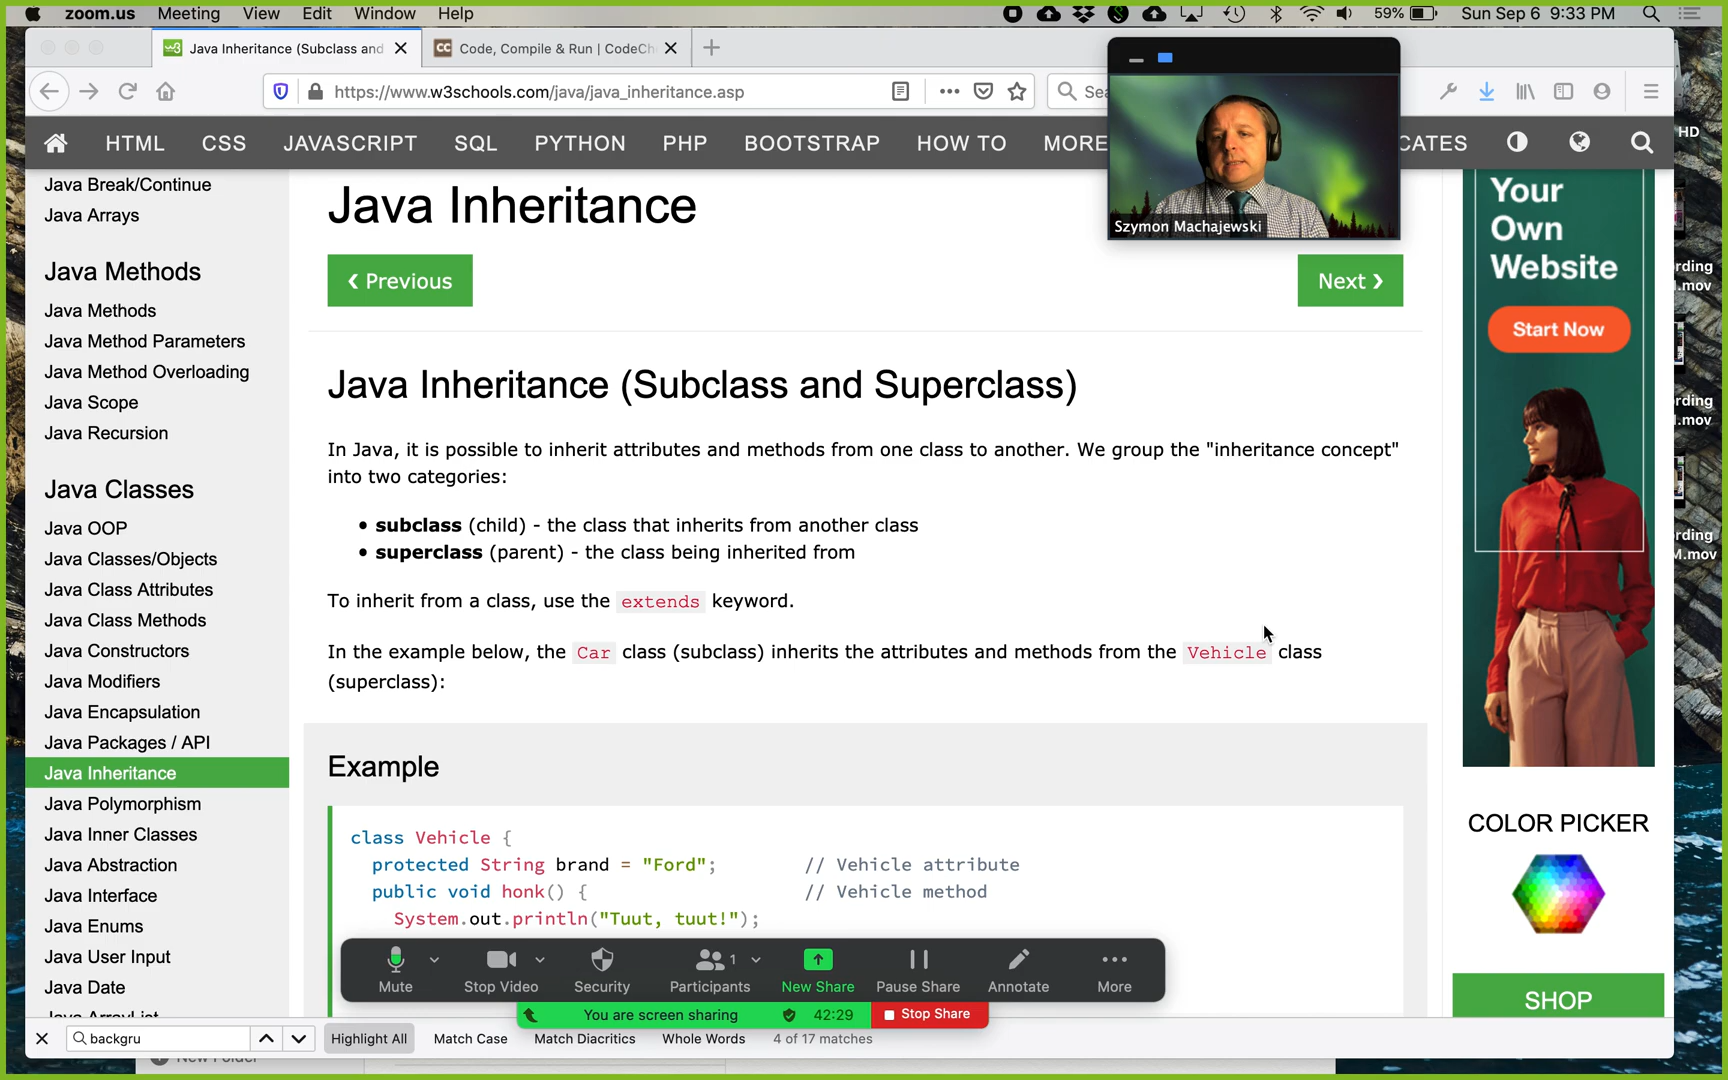 zoom.us Meeting View Edit Window Help 59% Sun Sep 6 9:33 PM
Java Inheritance (Subclass and
Code, Compile & Run | CodeCh
https://www.w3schools.com/java/java_inheritance.asp
Sea
HTML CSS JAVASCRIPT SQL PYTHON PHP BOOTSTRAP HOW TO MORE CATES
HD
Szymon Machajewski
Java Break/Continue
Java Arrays
Java Methods
Java Methods
Java Method Parameters
Java Method Overloading
Java Scope
Java Recursion
Java Classes
Java OOP
Java Classes/Objects
Java Class Attributes
Java Class Methods
Java Constructors
Java Modifiers
Java Encapsulation
Java Packages / API
Java Inheritance
Java Polymorphism
Java Inner Classes
Java Abstraction
Java Interface
Java Enums
Java User Input
Java Date
Java ArrayList
Java Inheritance
❮ Previous
Next ❯
Java Inheritance (Subclass and Superclass)
In Java, it is possible to inherit attributes and methods from one class to another. We group the "inheritance concept"
into two categories:
• subclass (child) - the class that inherits from another class
• superclass (parent) - the class being inherited from
To inherit from a class, use the extends keyword.
In the example below, the Car class (subclass) inherits the attributes and methods from the Vehicle class
(superclass):
Example
class Vehicle {
protected String brand = "Ford"; // Vehicle attribute
public void honk() { // Vehicle method
System.out.println("Tuut, tuut!");
Your
Own
Website
Start Now
COLOR PICKER
SHOP
rding
.mov
rding
.mov
rding
M.mov
Mute Stop Video Security Participants 1 New Share Pause Share Annotate More
You are screen sharing 42:29 Stop Share
backgru Highlight All Match Case Match Diacritics Whole Words 4 of 17 matches
New Folder